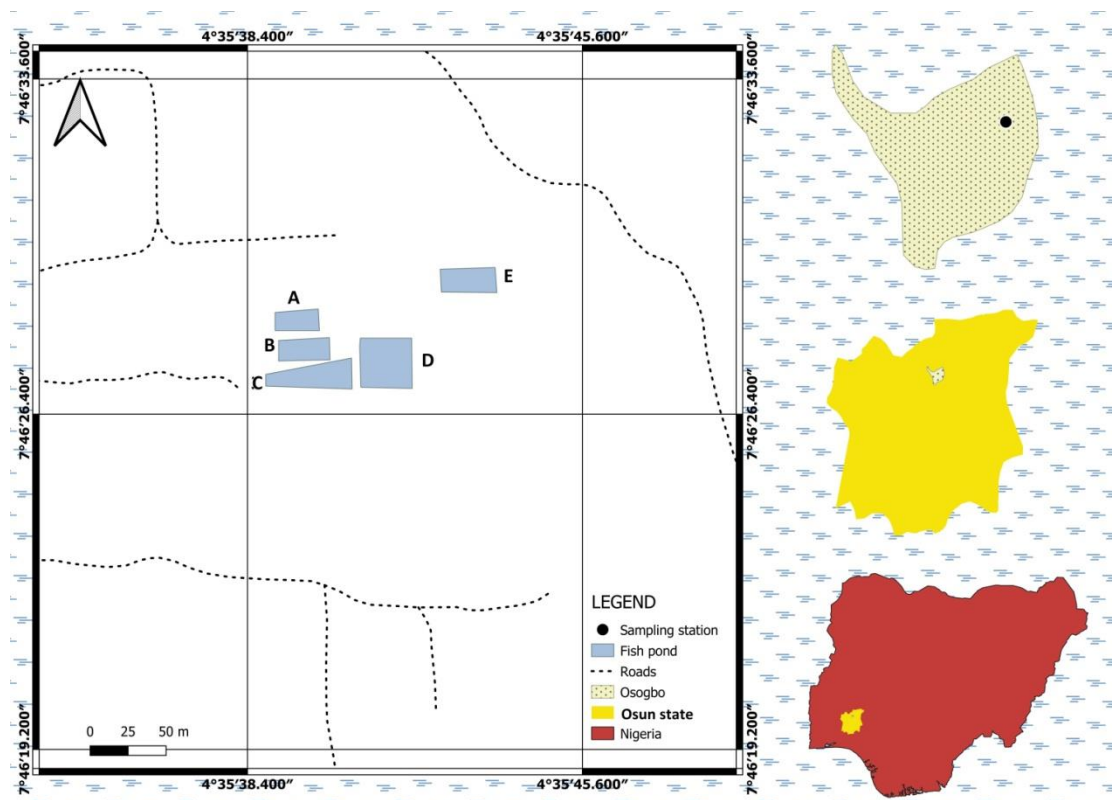 4°35′38.400″ 4°35′45.600″
7°46′33.600″ 7°46′33.600″
E
A
B
D
C
7°46′26.400″ 7°46′26.400″
LEGEND
Sampling station
Fish pond
Roads
Osogbo
Osun state
Nigeria
0 25 50 m
7°46′19.200″ 7°46′19.200″
4°35′38.400″ 4°35′45.600″